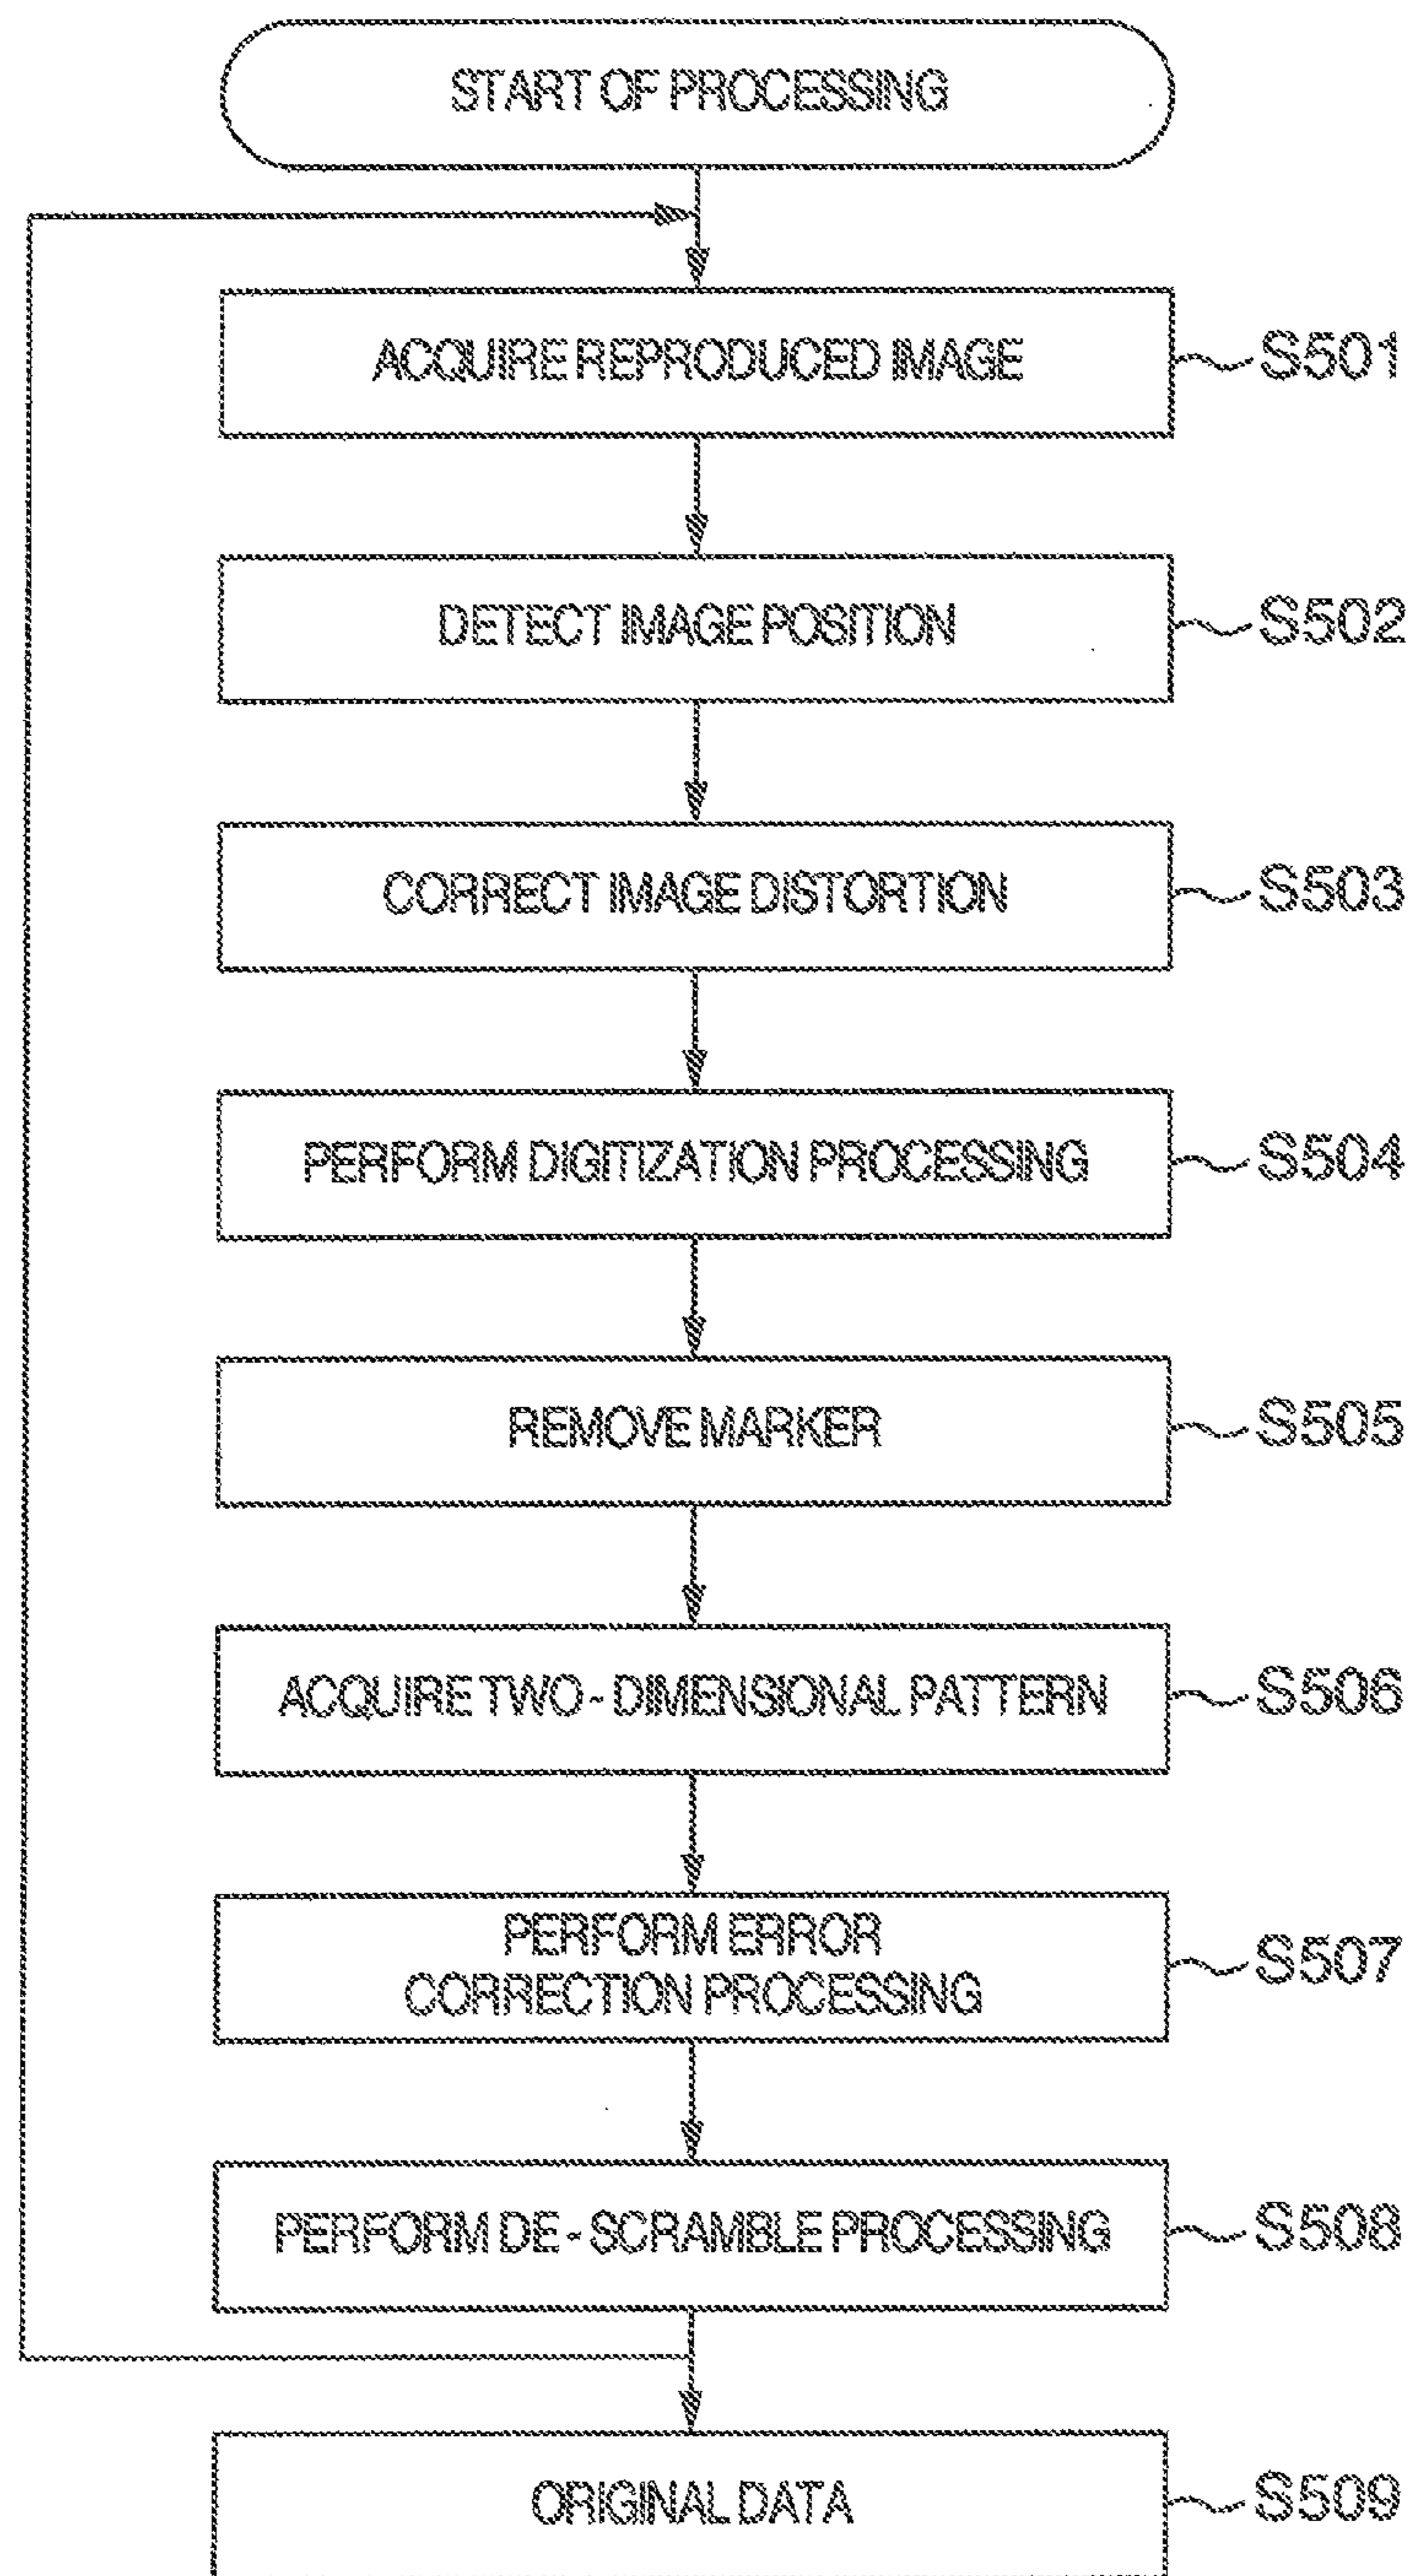 START OF PROCESSING
ACQUIRE REPRODUCED IMAGE
S501
DETECT IMAGE POSITION
S502
CORRECT IMAGE DISTORTION
S503
PERFORM DIGITIZATION PROCESSING
S504
REMOVE MARKER
S505
ACQUIRE TWO-DIMENSIONAL PATTERN
S506
PERFORM ERROR
CORRECTION PROCESSING
S507
PERFORM DE-SCRAMBLE PROCESSING
S508
ORIGINAL DATA
S509